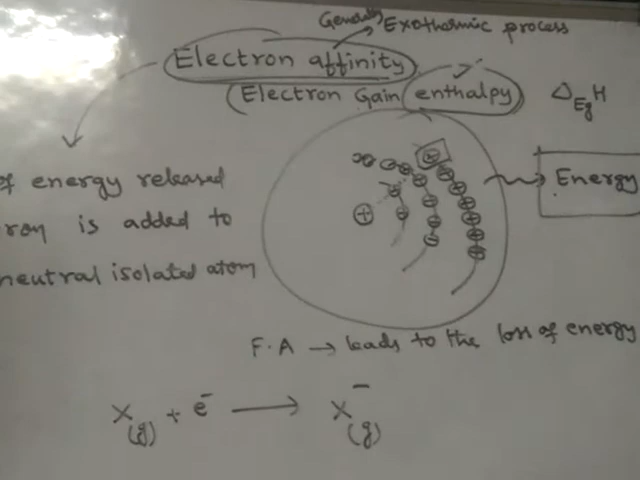 Generally Exothermic process
Electron affinity
(Electron Gain enthalpy) ΔEgH
of energy released
ron is added to
neutral isolated atom
Energy
F.A → leads to the loss of energy
X(g) + e⁻ → X⁻(g)